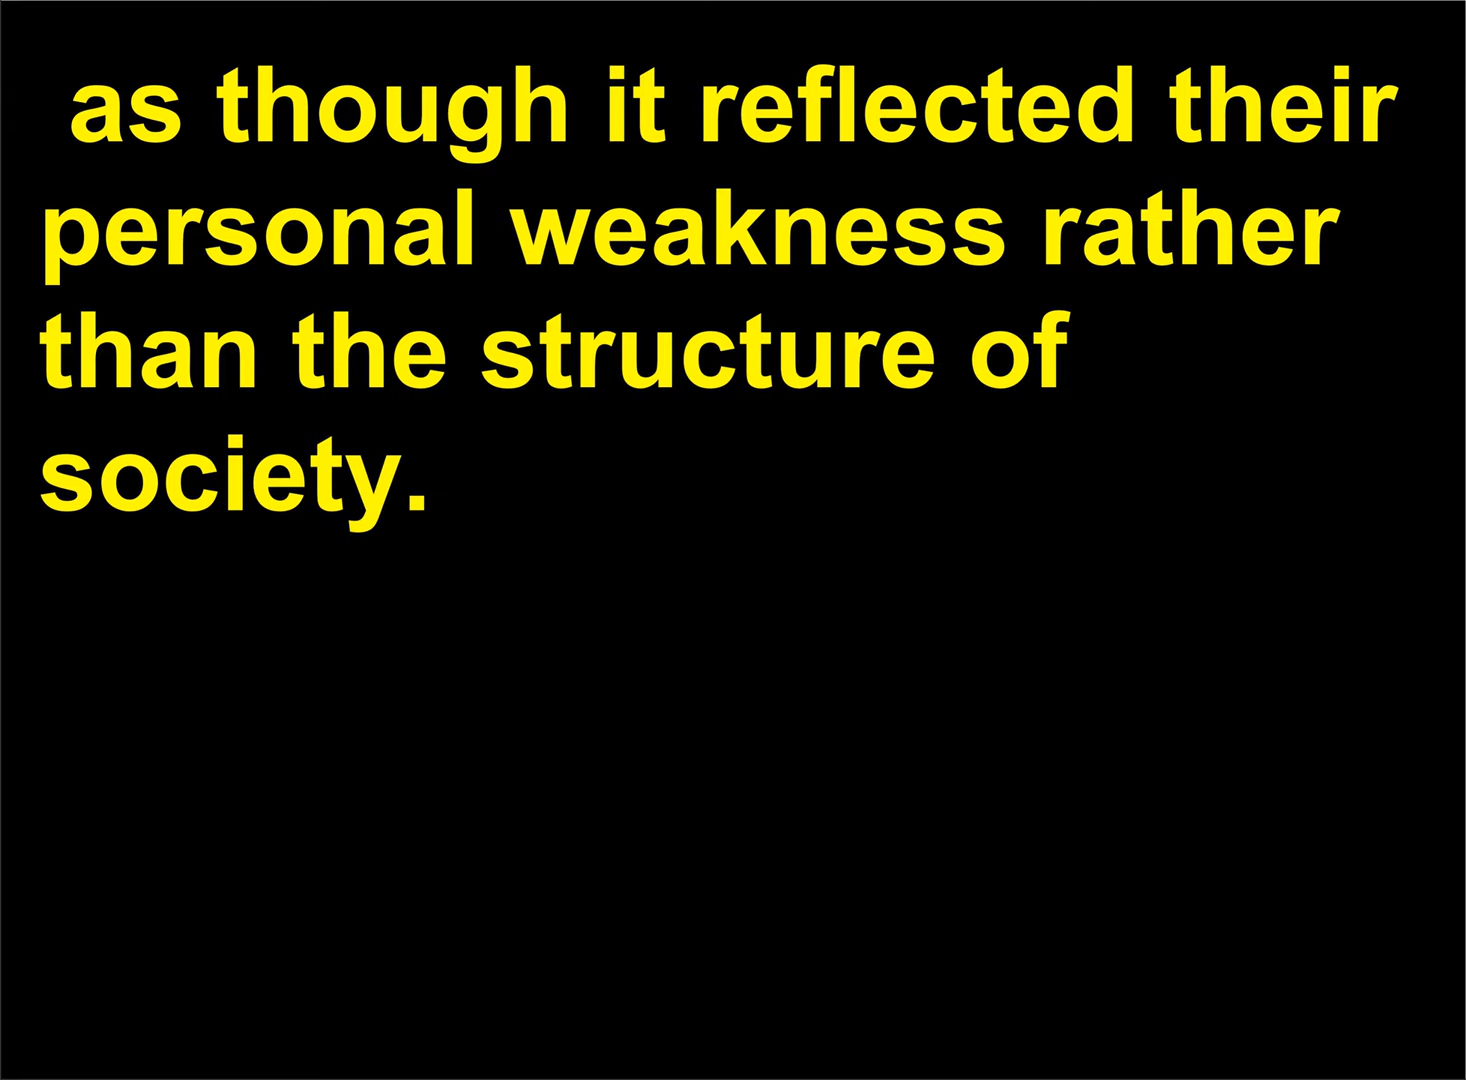 as though it reflected their
personal weakness rather
than the structure of
society.